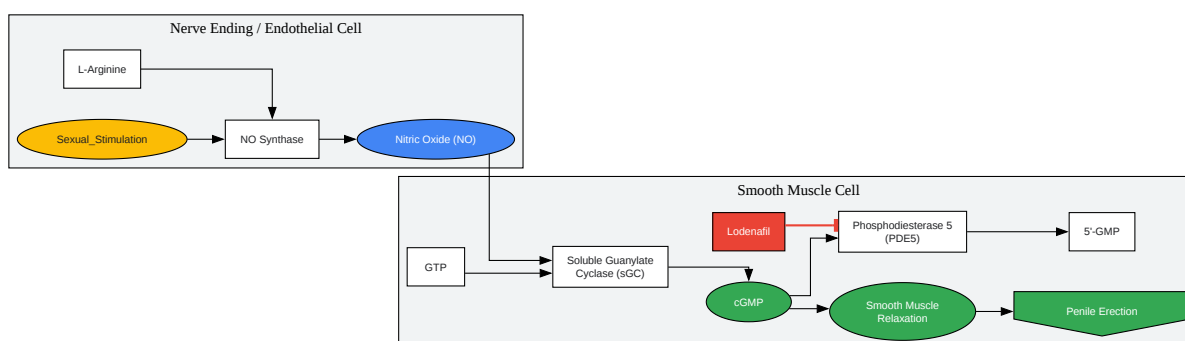 Nerve Ending / Endothelial Cell
L-Arginine
Sexual_Stimulation
NO Synthase
Nitric Oxide (NO)
Smooth Muscle Cell
Lodenafil
Phosphodiesterase 5
(PDE5)
5'-GMP
GTP
Soluble Guanylate
Cyclase (sGC)
cGMP
Smooth Muscle
Relaxation
Penile Erection